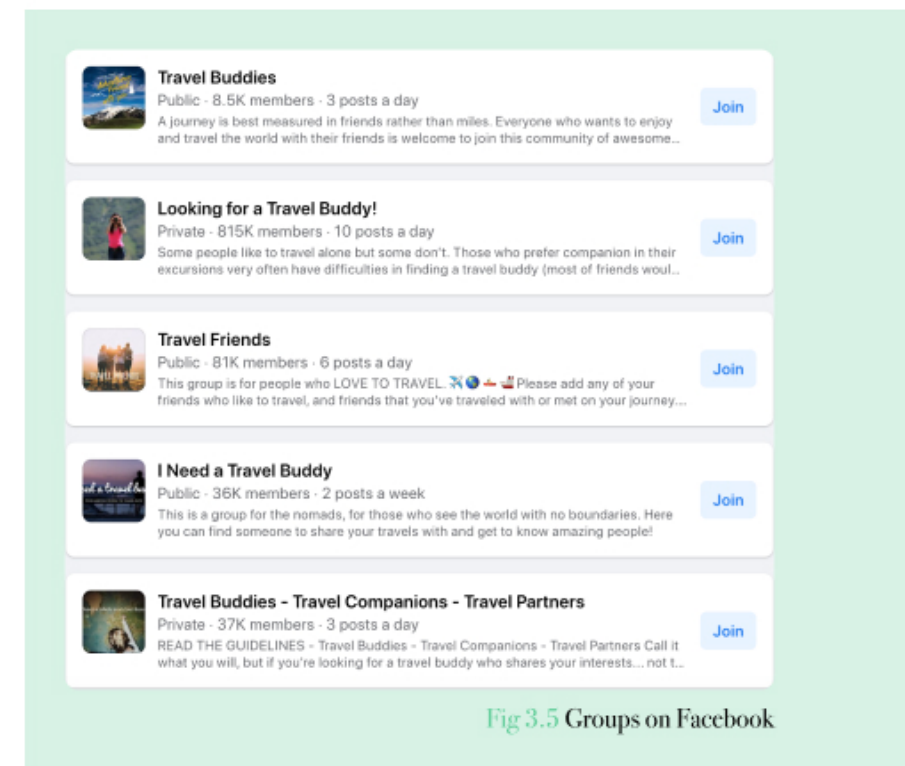 Travel Buddies
Public · 8.5K members · 3 posts a day
A journey is best measured in friends rather than miles. Everyone who wants to enjoy
and travel the world with their friends is welcome to join this community of awesome...
Join
Looking for a Travel Buddy!
Private · 815K members · 10 posts a day
Some people like to travel alone but some don't. Those who prefer companion in their
excursions very often have difficulties in finding a travel buddy (most of friends woul...
Join
Travel Friends
Public · 81K members · 6 posts a day
This group is for people who LOVE TO TRAVEL. ✈️🌎🚤🚢Please add any of your
friends who like to travel, and friends that you've traveled with or met on your journey....
Join
I Need a Travel Buddy
Public · 36K members · 2 posts a week
This is a group for the nomads, for those who see the world with no boundaries. Here
you can find someone to share your travels with and get to know amazing people!
Join
Travel Buddies - Travel Companions - Travel Partners
Private · 37K members · 3 posts a day
READ THE GUIDELINES - Travel Buddies - Travel Companions - Travel Partners Call it
what you will, but if you're looking for a travel buddy who shares your interests... not t...
Join
Fig 3.5 Groups on Facebook